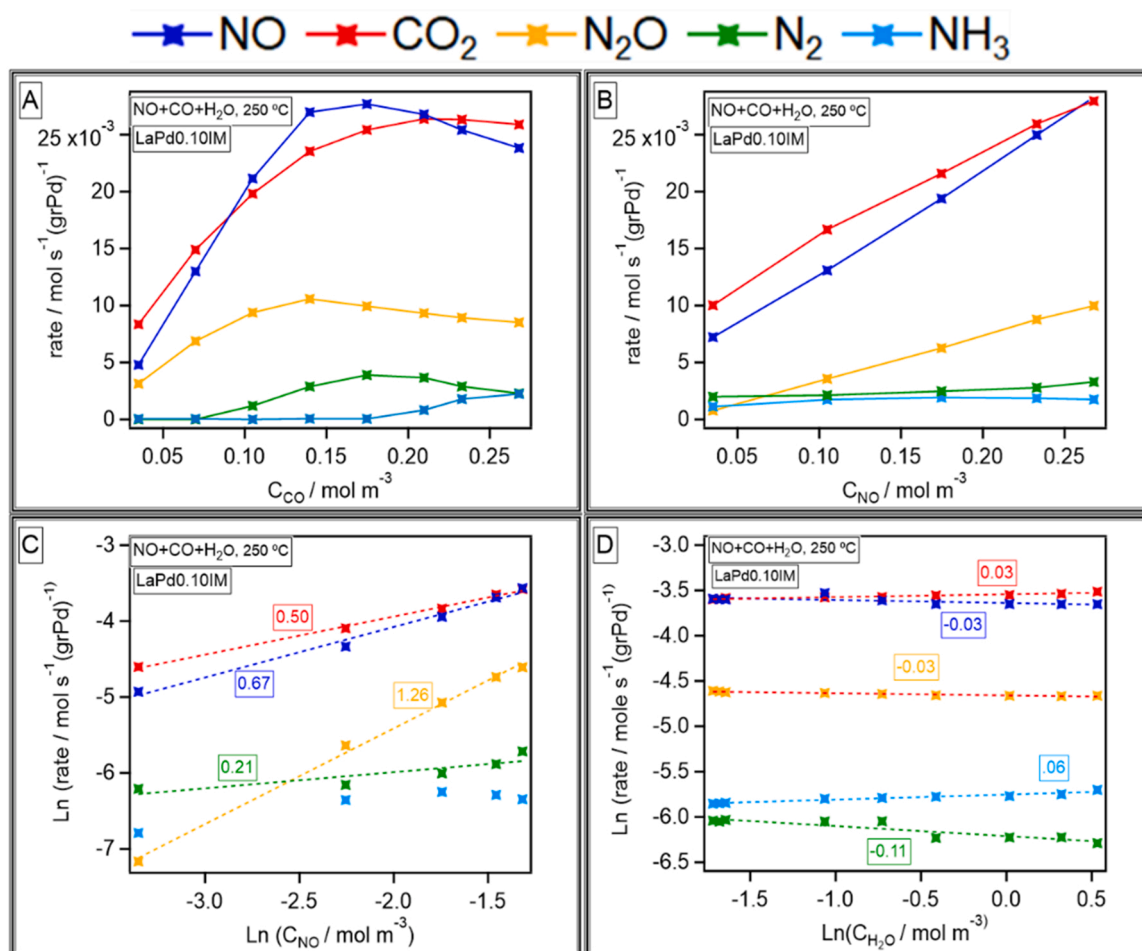 NO CO2 N2O N2 NH3
A
NO+CO+H2O, 250 ºC
LaPd0.10IM
rate / mol s-1(grPd)-1
25 x10-3
20
15
10
5
0
0.05 0.10 0.15 0.20 0.25
CCO / mol m-3
B
NO+CO+H2O, 250 ºC
LaPd0.10IM
rate / mol s-1(grPd)-1
25 x10-3
20
15
10
5
0
0.05 0.10 0.15 0.20 0.25
CNO / mol m-3
C
NO+CO+H2O, 250 ºC
LaPd0.10IM
Ln (rate / mol s-1(grPd)-1)
-3
-4
-5
-6
-7
0.50
0.67
1.26
0.21
-3.0 -2.5 -2.0 -1.5
Ln (CNO / mol m-3)
D
NO+CO+H2O, 250 ºC
LaPd0.10IM
Ln (rate / mole s-1(grPd)-1)
-3.0
-3.5
-4.0
-4.5
-5.0
-5.5
-6.0
-6.5
0.03
-0.03
-0.03
.06
-0.11
-1.5 -1.0 -0.5 0.0 0.5
Ln(CH2O / mol m-3)